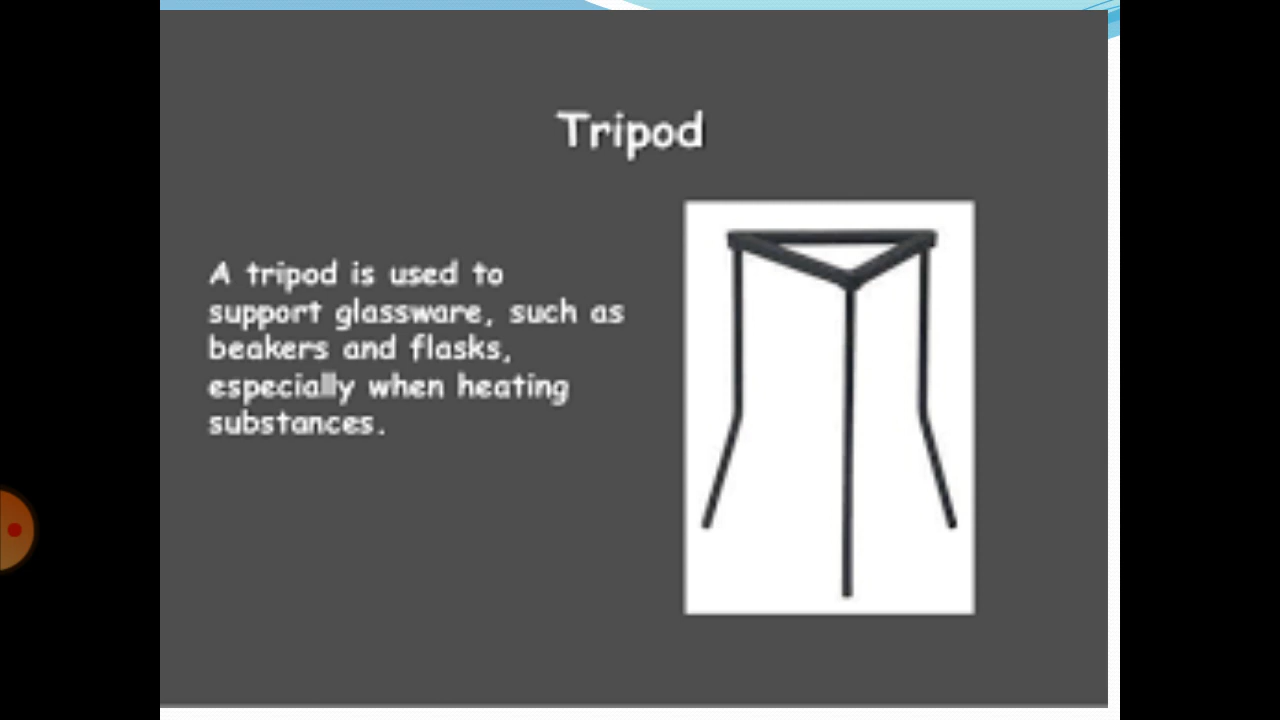 Tripod
A tripod is used to
support glassware, such as
beakers and flasks,
especially when heating
substances.